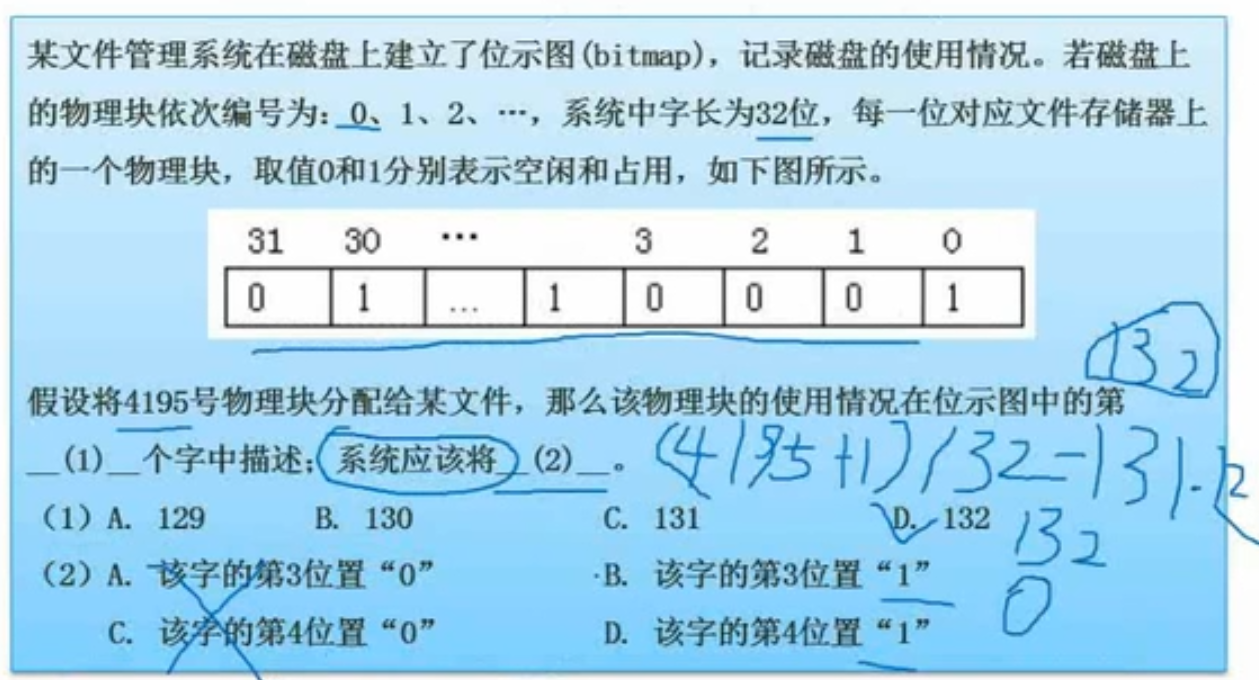 某文件管理系统在磁盘上建立了位示图(bitmap)，记录磁盘的使用情况。若磁盘上
的物理块依次编号为：0、1、2、…，系统中字长为32位，每一位对应文件存储器上
的一个物理块，取值0和1分别表示空闲和占用，如下图所示。
31 30 … 3 2 1 0
0 1 … 1 0 0 0 1
132
假设将4195号物理块分配给某文件，那么该物理块的使用情况在位示图中的第
__(1)__个字中描述；系统应该将__(2)__。
(4195+1)/32=131.12
（1）A. 129 B. 130 C. 131 D. 132
132
（2）A. 该字的第3位置“0” B. 该字的第3位置“1”
0
C. 该字的第4位置“0” D. 该字的第4位置“1”